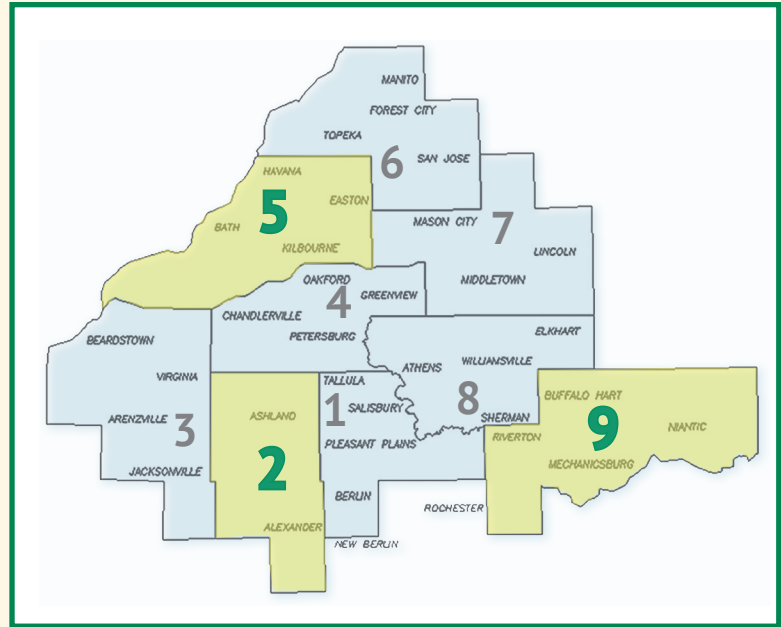 MANITO
FOREST CITY
TOPEKA
6
SAN JOSE
HAVANA
5
EASTON
BATH
KILBOURNE
MASON CITY
7
LINCOLN
MIDDLETOWN
OAKFORD
4
GREENVIEW
CHANDLERVILLE
PETERSBURG
ELKHART
BEARDSTOWN
VIRGINIA
ARENZVILLE
3
JACKSONVILLE
ASHLAND
2
ALEXANDER
TALLULA
1
SALISBURY
PLEASANT PLAINS
BERLIN
NEW BERLIN
ATHENS
WILLIAMSVILLE
8
SHERMAN
BUFFALO HART
9
NIANTIC
RIVERTON
MECHANICSBURG
ROCHESTER